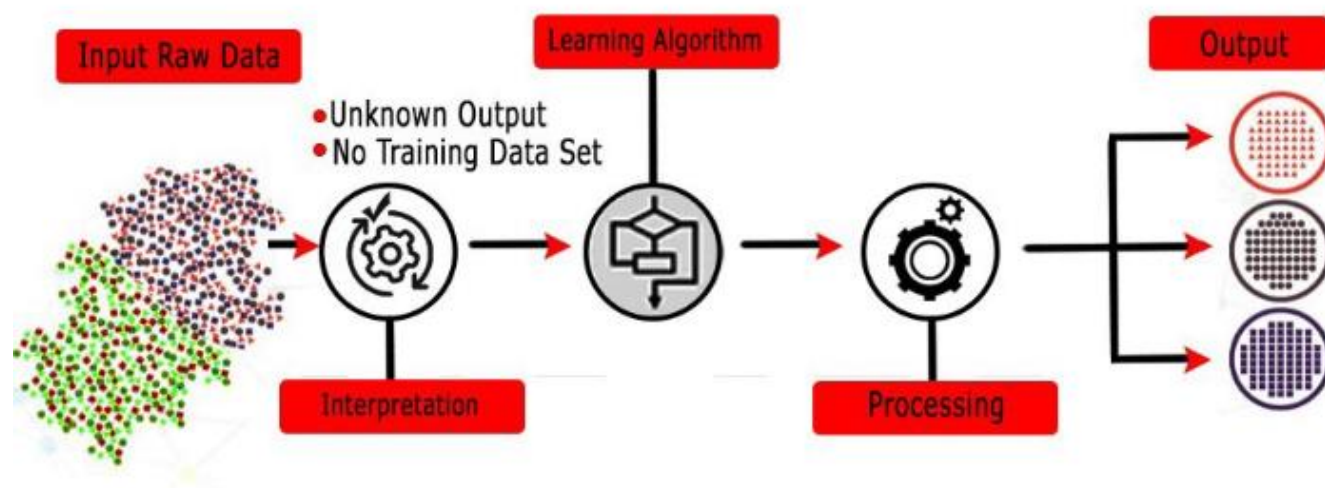 Input Raw Data
Learning Algorithm
Output
•Unknown Output
•No Training Data Set
Interpretation
Processing